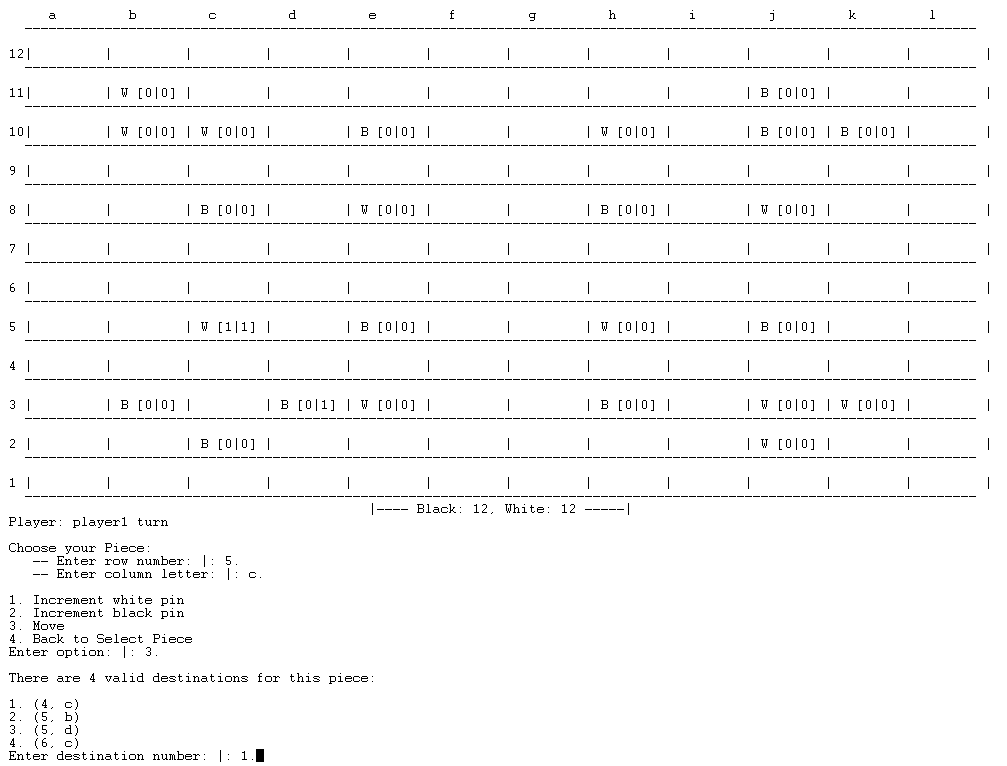 a b c d e f g h i j k l
12| | | | | | | | | | | | |
11| | W [0|0] | | | | | | | | B [0|0] | | |
10| | W [0|0] | W [0|0] | | B [0|0] | | | W [0|0] | | B [0|0] | B [0|0] | |
9 | | | | | | | | | | | | |
8 | | | B [0|0] | | W [0|0] | | | B [0|0] | | W [0|0] | | |
7 | | | | | | | | | | | | |
6 | | | | | | | | | | | | |
5 | | | W [1|1] | | B [0|0] | | | W [0|0] | | B [0|0] | | |
4 | | | | | | | | | | | | |
3 | | B [0|0] | | B [0|1] | W [0|0] | | | B [0|0] | | W [0|0] | W [0|0] | |
2 | | | B [0|0] | | | | | | | W [0|0] | | |
1 | | | | | | | | | | | | |
|---- Black: 12, White: 12 -----|
Player: player1 turn
Choose your Piece:
-- Enter row number: |: 5.
-- Enter column letter: |: c.
1. Increment white pin
2. Increment black pin
3. Move
4. Back to Select Piece
Enter option: |: 3.
There are 4 valid destinations for this piece:
1. (4, c)
2. (5, b)
3. (5, d)
4. (6, c)
Enter destination number: |: 1.